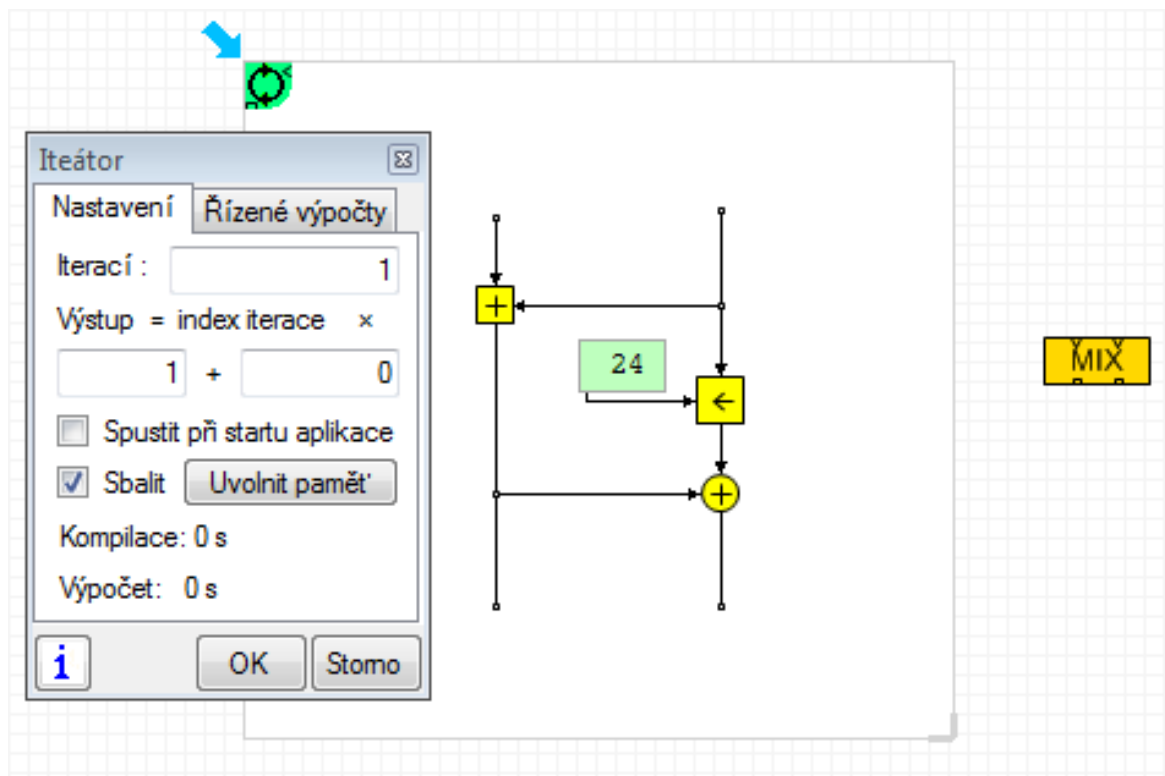 Iteátor
Nastavení Řízené výpočty
Iterací : 1
Výstup = index iterace ×
1 + 0
Spustit při startu aplikace
Sbalit Uvolnit paměť
Kompilace: 0 s
Výpočet: 0 s
i OK Storno
+
24
←
+
MIX